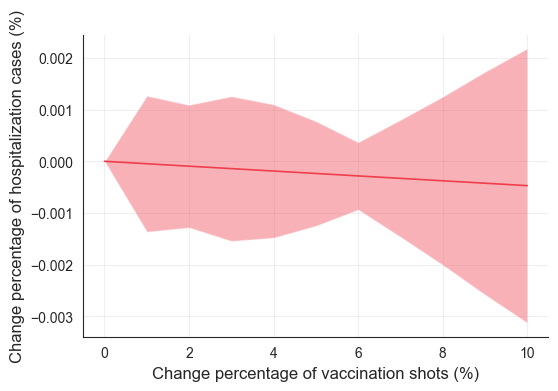 Change percentage of hospitalization cases (%)
0.002
0.001
0.000
−0.001
−0.002
−0.003
0 2 4 6 8 10
Change percentage of vaccination shots (%)